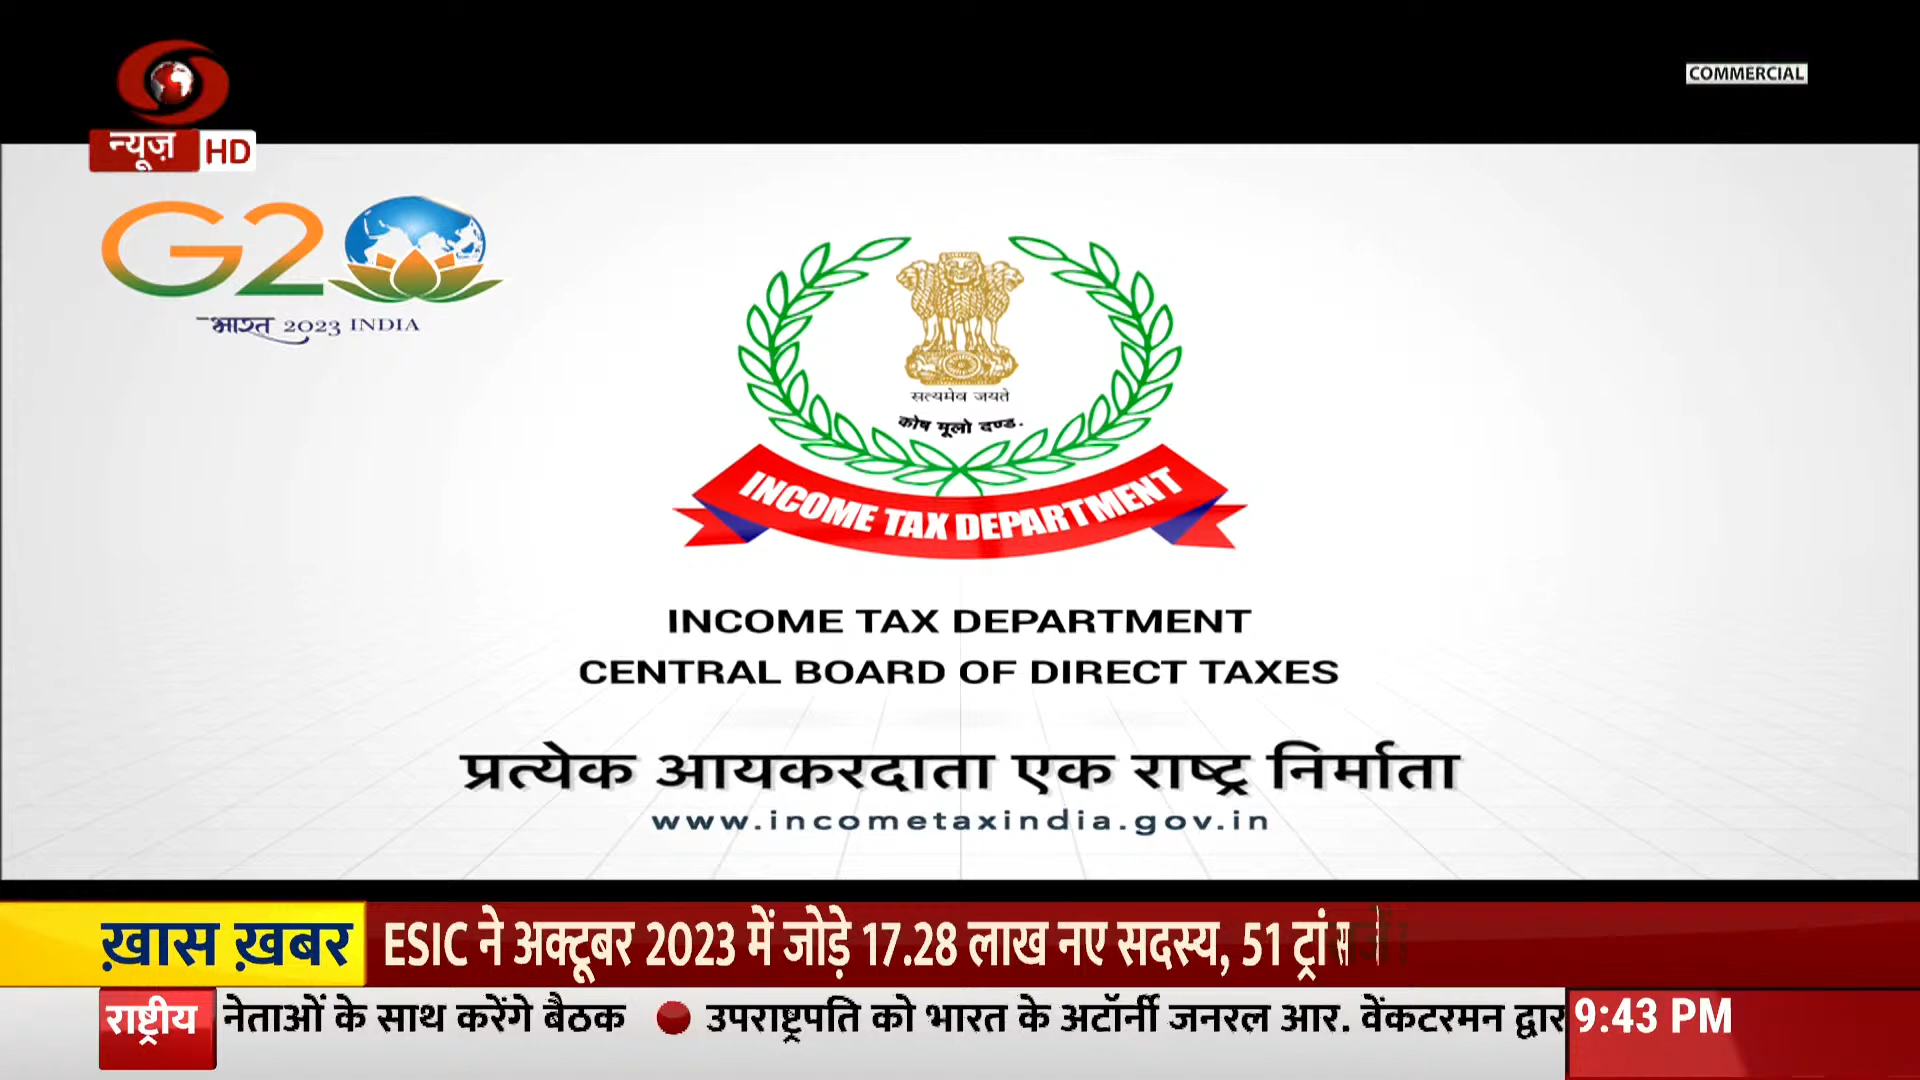 COMMERCIAL
न्यूज़ HD
G20
भारत 2023 INDIA
सत्यमेव जयते
कोष मूलो दण्ड.
INCOME TAX DEPARTMENT
INCOME TAX DEPARTMENT
CENTRAL BOARD OF DIRECT TAXES
प्रत्येक आयकरदाता एक राष्ट्र निर्माता
www.incometaxindia.gov.in
ख़ास ख़बर ESIC ने अक्टूबर 2023 में जोड़े 17.28 लाख नए सदस्य, 51 ट्रां
राष्ट्रीय नेताओं के साथ करेंगे बैठक ● उपराष्ट्रपति को भारत के अटॉर्नी जनरल आर. वेंकटरमन द्वार 9:43 PM